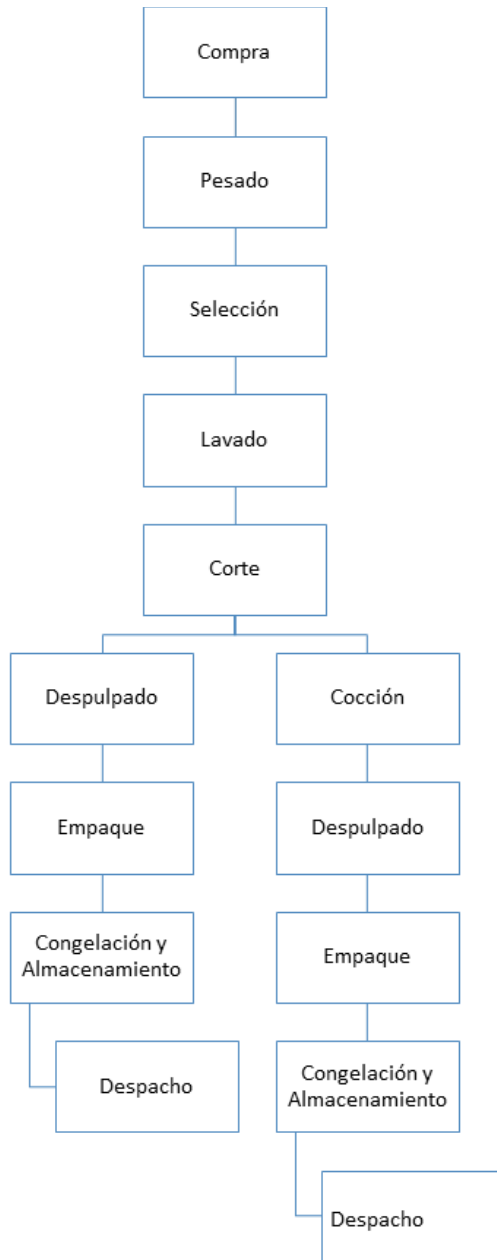 Compra
Pesado
Selección
Lavado
Corte
Despulpado
Cocción
Empaque
Despulpado
Congelación y
Almacenamiento
Empaque
Despacho
Congelación y
Almacenamiento
Despacho